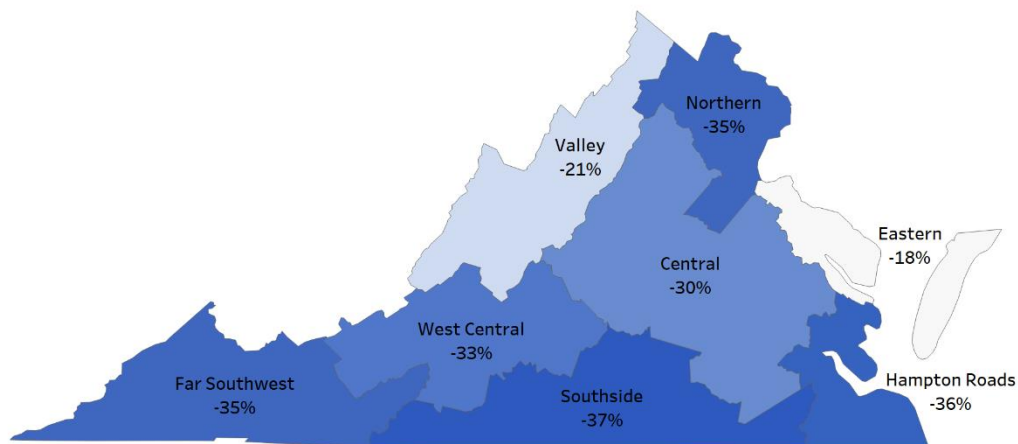 Northern
-35%
Valley
-21%
Eastern
-18%
Central
-30%
West Central
-33%
Far Southwest
-35%
Hampton Roads
-36%
Southside
-37%